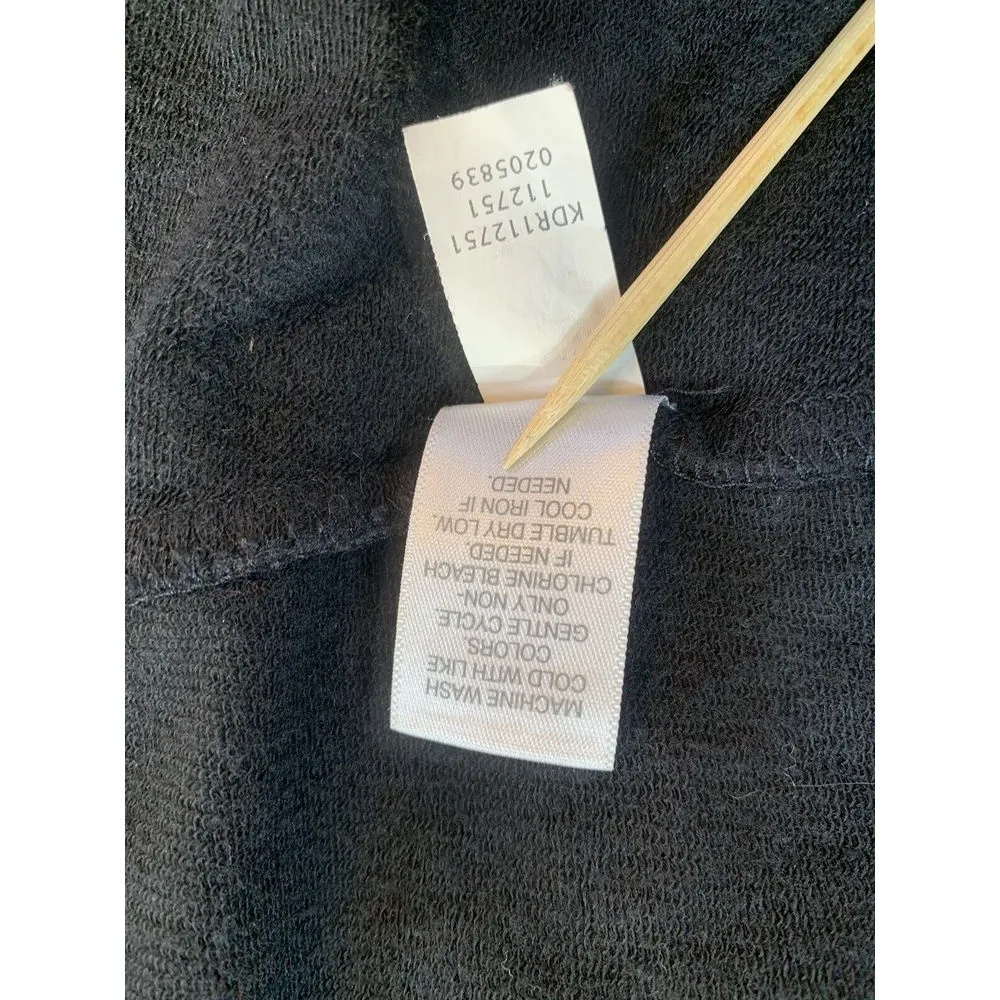 KDR112751
112751
0205839
MACHINE WASH
COLD WITH LIKE
COLORS.
GENTLE CYCLE.
ONLY NON-
CHLORINE BLEACH
IF NEEDED.
TUMBLE DRY LOW.
COOL IRON IF
NEEDED.